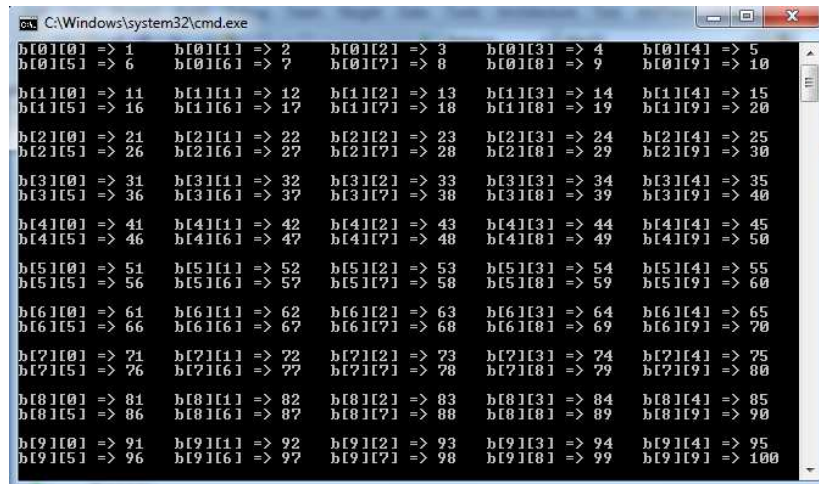 C:\Windows\system32\cmd.exe
b[0][0] => 1 b[0][1] => 2 b[0][2] => 3 b[0][3] => 4 b[0][4] => 5
b[0][5] => 6 b[0][6] => 7 b[0][7] => 8 b[0][8] => 9 b[0][9] => 10
b[1][0] => 11 b[1][1] => 12 b[1][2] => 13 b[1][3] => 14 b[1][4] => 15
b[1][5] => 16 b[1][6] => 17 b[1][7] => 18 b[1][8] => 19 b[1][9] => 20
b[2][0] => 21 b[2][1] => 22 b[2][2] => 23 b[2][3] => 24 b[2][4] => 25
b[2][5] => 26 b[2][6] => 27 b[2][7] => 28 b[2][8] => 29 b[2][9] => 30
b[3][0] => 31 b[3][1] => 32 b[3][2] => 33 b[3][3] => 34 b[3][4] => 35
b[3][5] => 36 b[3][6] => 37 b[3][7] => 38 b[3][8] => 39 b[3][9] => 40
b[4][0] => 41 b[4][1] => 42 b[4][2] => 43 b[4][3] => 44 b[4][4] => 45
b[4][5] => 46 b[4][6] => 47 b[4][7] => 48 b[4][8] => 49 b[4][9] => 50
b[5][0] => 51 b[5][1] => 52 b[5][2] => 53 b[5][3] => 54 b[5][4] => 55
b[5][5] => 56 b[5][6] => 57 b[5][7] => 58 b[5][8] => 59 b[5][9] => 60
b[6][0] => 61 b[6][1] => 62 b[6][2] => 63 b[6][3] => 64 b[6][4] => 65
b[6][5] => 66 b[6][6] => 67 b[6][7] => 68 b[6][8] => 69 b[6][9] => 70
b[7][0] => 71 b[7][1] => 72 b[7][2] => 73 b[7][3] => 74 b[7][4] => 75
b[7][5] => 76 b[7][6] => 77 b[7][7] => 78 b[7][8] => 79 b[7][9] => 80
b[8][0] => 81 b[8][1] => 82 b[8][2] => 83 b[8][3] => 84 b[8][4] => 85
b[8][5] => 86 b[8][6] => 87 b[8][7] => 88 b[8][8] => 89 b[8][9] => 90
b[9][0] => 91 b[9][1] => 92 b[9][2] => 93 b[9][3] => 94 b[9][4] => 95
b[9][5] => 96 b[9][6] => 97 b[9][7] => 98 b[9][8] => 99 b[9][9] => 100